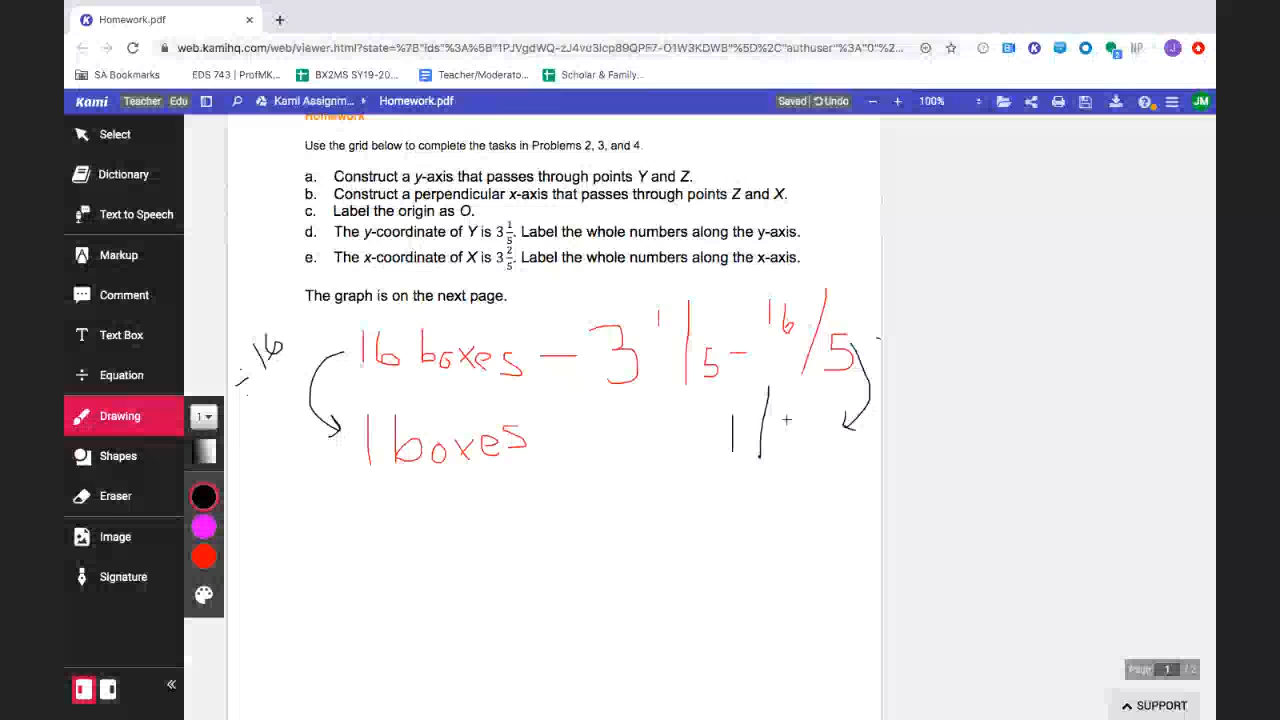 Homework.pdf
web.kamihq.com/web/viewer.html?state=%7B"ids"%3A%5B"1PJVgdWQ-zJ4vu3Icp89QPF7-O1W3KDWB"%5D%2C"authuser"%3A"0"%2C"...
SA Bookmarks EDS 743 | ProfMK... BX2MS SY19-20... Teacher/Moderato... Scholar & Family...
Kami Teacher Edu Kami Assignm... Homework.pdf Saved Undo 100% JM
Homework
Select
Dictionary
Text to Speech
Markup
Comment
Text Box
Equation
Drawing 1
Shapes
Eraser
Image
Signature
Use the grid below to complete the tasks in Problems 2, 3, and 4.
a. Construct a y-axis that passes through points Y and Z.
b. Construct a perpendicular x-axis that passes through points Z and X.
c. Label the origin as O.
d. The y-coordinate of Y is 3 1/5. Label the whole numbers along the y-axis.
e. The x-coordinate of X is 3 2/5. Label the whole numbers along the x-axis.
The graph is on the next page.
÷ 16
16 boxes — 3 1/5 — 16/5
1 boxes 1/
Page 1 / 2
SUPPORT